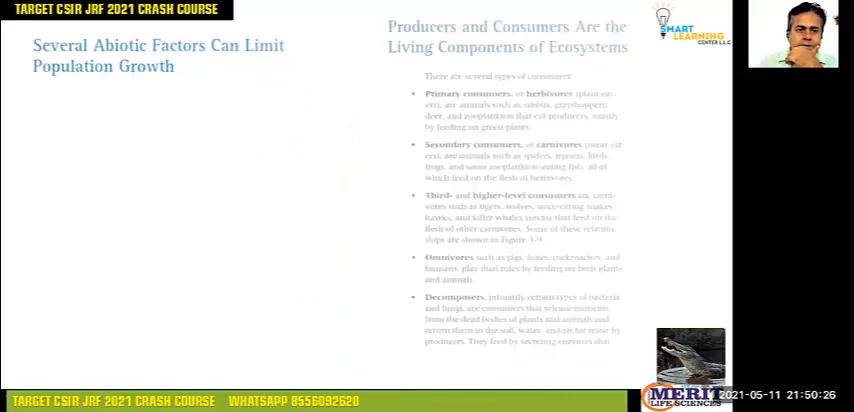 TARGET CSIR JRF 2021 CRASH COURSE
Several Abiotic Factors Can Limit
Population Growth
Producers and Consumers Are the
Living Components of Ecosystems
There are several types of consumers:
• Primary consumers, or herbivores (plant eat-
ers), are animals such as rabbits, grasshoppers,
deer, and zooplankton that eat producers, mostly
by feeding on green plants.
• Secondary consumers, or carnivores (meat eat-
ers), are animals such as spiders, hyenas, birds,
frogs, and some zooplankton-eating fish, all of
which feed on the flesh of herbivores.
• Third- and higher-level consumers are carni-
vores such as tigers, wolves, mice-eating snakes,
hawks, and killer whales (orcas) that feed on the
flesh of other carnivores. Some of these relation-
ships are shown in Figure
• Omnivores such as pigs, foxes, cockroaches, and
humans, play dual roles by feeding on both plants
and animals.
• Decomposers, primarily certain types of bacteria
and fungi, are consumers that release nutrients
from the dead bodies of plants and animals and
return them to the soil, water, and air for reuse by
producers. They feed by secreting enzymes that
SMART
LEARNING
CENTER L.L.C
TARGET CSIR JRF 2021 CRASH COURSE WHATSAPP 8556092620
MERIT
LIFE SCIENCES
2021-05-11 21:50:26